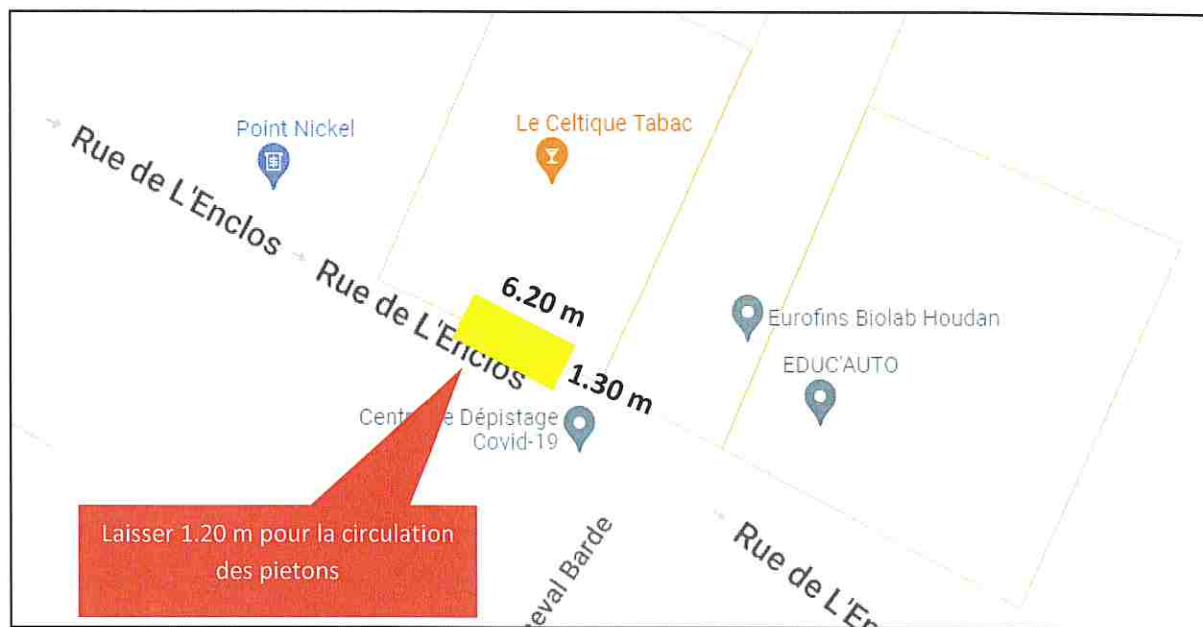 Point Nickel
Le Celtique Tabac
Rue de L'Enclos
Rue de L'Enclos
6.20 m
1.30 m
Eurofins Biolab Houdan
EDUC'AUTO
Dépistage
Covid-19
Laisser 1.20 m pour la circulation
des pietons
Rue de L'En
eval Barde